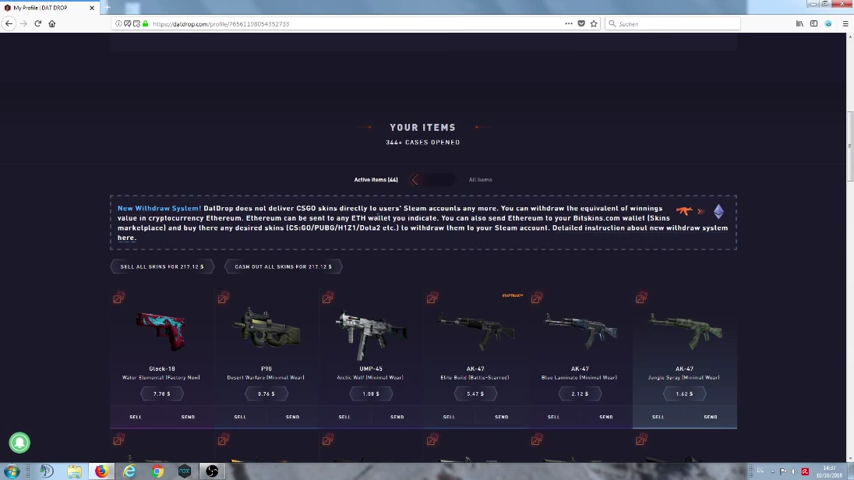 My Profile | DAT DROP
https://datdrop.com/profile/76561198054352733
Suchen
YOUR ITEMS
344+ CASES OPENED
Active items (44)
All items
New Withdraw System! DatDrop does not deliver CSGO skins directly to users' Steam accounts any more. You can withdraw the equivalent of winnings
value in cryptocurrency Ethereum. Ethereum can be sent to any ETH wallet you indicate. You can also send Ethereum to your Bitskins.com wallet (Skins
marketplace) and buy there any desired skins (CS:GO/PUBG/H1Z1/Dota2 etc.) to withdraw them to your Steam account. Detailed instruction about new withdraw system
here.
SELL ALL SKINS FOR 217.12 $
CASH OUT ALL SKINS FOR 217.12 $
STATTRAK™
Glock-18
Water Elemental (Factory New)
7.78 $
SELL SEND
P90
Desert Warfare (Minimal Wear)
0.76 $
SELL SEND
UMP-45
Arctic Wolf (Minimal Wear)
1.08 $
SELL SEND
AK-47
Elite Build (Battle-Scarred)
3.47 $
SELL SEND
AK-47
Blue Laminate (Minimal Wear)
2.12 $
SELL SEND
AK-47
Jungle Spray (Minimal Wear)
1.62 $
SELL SEND
DE
14:37